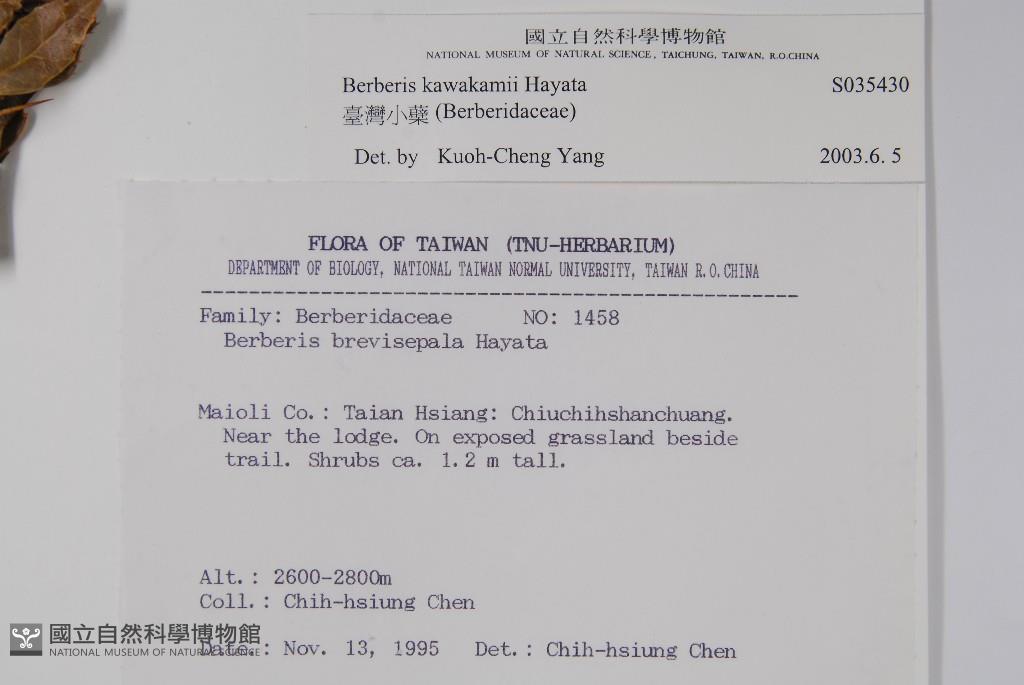 國立自然科學博物館
NATIONAL MUSEUM OF NATURAL SCIENCE, TAICHUNG, TAIWAN, R.O.CHINA
Berberis kawakamii Hayata S035430
臺灣小蘗 (Berberidaceae)
Det. by Kuoh-Cheng Yang 2003.6. 5
FLORA OF TAIWAN (TNU-HERBARIUM)
DEPARTMENT OF BIOLOGY, NATIONAL TAIWAN NORMAL UNIVERSITY, TAIWAN R.O.CHINA
Family: Berberidaceae NO: 1458
Berberis brevisepala Hayata
Maioli Co.: Taian Hsiang: Chiuchihshanchuang.
Near the lodge. On exposed grassland beside
trail. Shrubs ca. 1.2 m tall.
Alt.: 2600-2800m
Coll.: Chih-hsiung Chen
Date.: Nov. 13, 1995 Det.: Chih-hsiung Chen
國立自然科學博物館
NATIONAL MUSEUM OF NATURAL SCIENCE